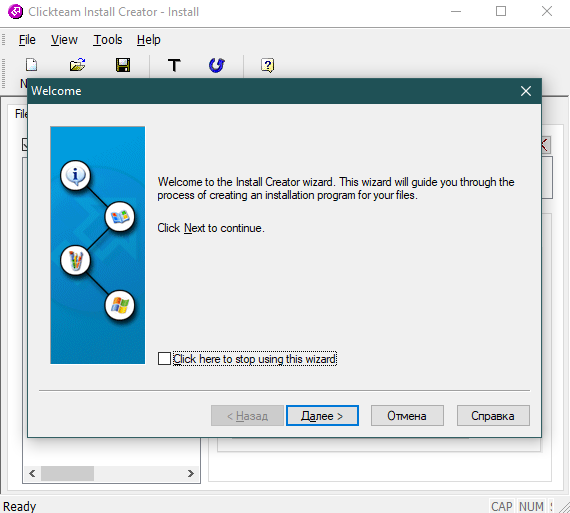 Clickteam Install Creator - Install
File View Tools Help
Welcome
Welcome to the Install Creator wizard. This wizard will guide you through the
process of creating an installation program for your files.
Click Next to continue.
Click here to stop using this wizard
< Назад Далее > Отмена Справка
Ready CAP NUM